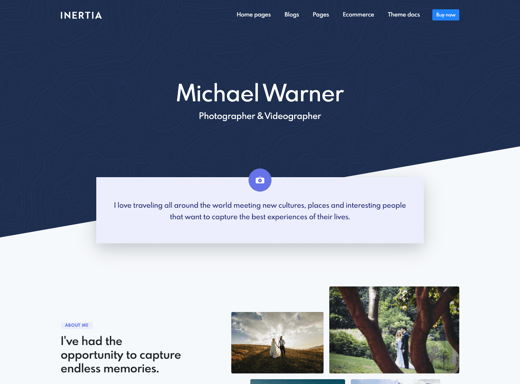 INERTIA
Home pages Blogs Pages Ecommerce Theme docs Buy now
Michael Warner
Photographer & Videographer
I love traveling all around the world meeting new cultures, places and interesting people
that want to capture the best experiences of their lives.
ABOUT ME
I've had the
opportunity to capture
endless memories.